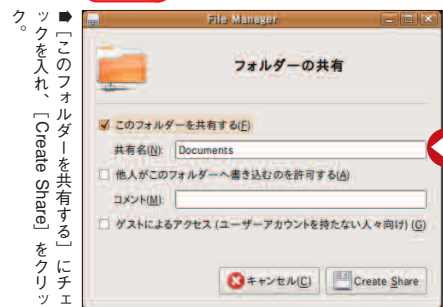 ➡［このフォルダーを共有する］にチェ
ックを入れ、［Create Share］をクリッ
ク。
File Manager
フォルダーの共有
このフォルダーを共有する(F)
共有名(N): Documents
他人がこのフォルダーへ書き込むのを許可する(A)
コメント(M):
ゲストによるアクセス (ユーザーアカウントを持たない人々向け) (G)
キャンセル(C) Create Share